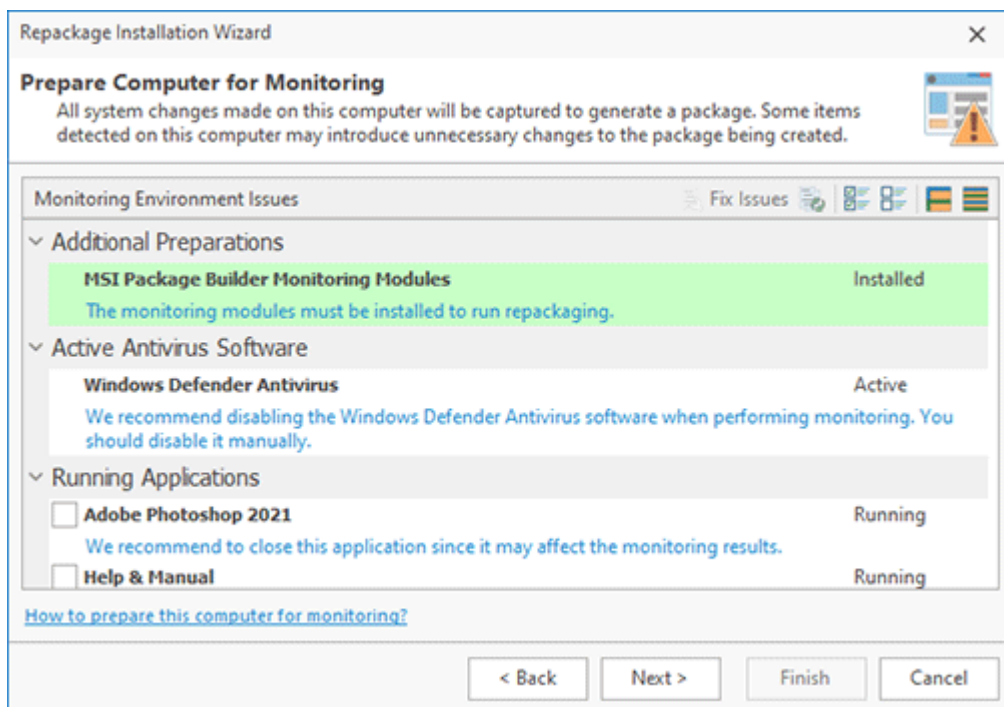 Repackage Installation Wizard
Prepare Computer for Monitoring
All system changes made on this computer will be captured to generate a package. Some items
detected on this computer may introduce unnecessary changes to the package being created.
Monitoring Environment Issues Fix Issues
Additional Preparations
MSI Package Builder Monitoring Modules Installed
The monitoring modules must be installed to run repackaging.
Active Antivirus Software
Windows Defender Antivirus Active
We recommend disabling the Windows Defender Antivirus software when performing monitoring. You
should disable it manually.
Running Applications
Adobe Photoshop 2021 Running
We recommend to close this application since it may affect the monitoring results.
Help & Manual Running
How to prepare this computer for monitoring?
< Back Next > Finish Cancel